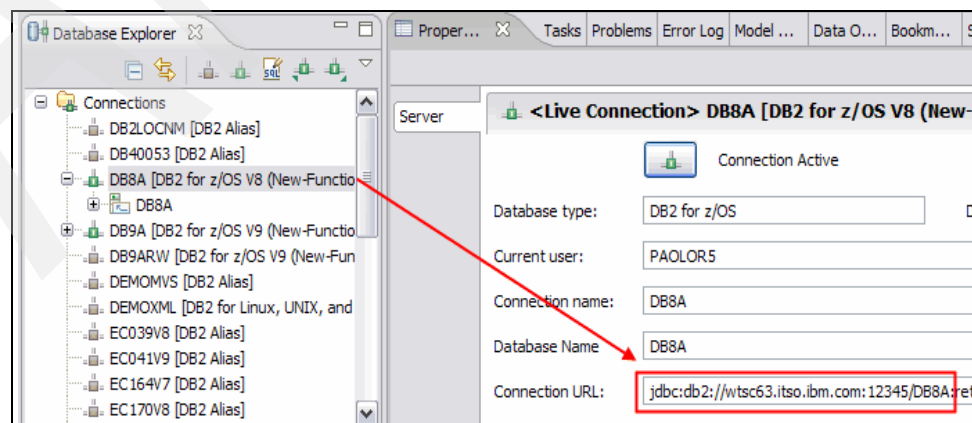 Database Explorer
Proper... Tasks Problems Error Log Model ... Data O... Bookm... S
SQL
Connections
DB2LOCNM [DB2 Alias]
DB40053 [DB2 Alias]
DB8A [DB2 for z/OS V8 (New-Functio
DB8A
DB9A [DB2 for z/OS V9 (New-Functio
DB9ARW [DB2 for z/OS V9 (New-Fun
DEMOMVS [DB2 Alias]
DEMOXML [DB2 for Linux, UNIX, and
EC039V8 [DB2 Alias]
EC041V9 [DB2 Alias]
EC164V7 [DB2 Alias]
EC170V8 [DB2 Alias]
Server
<Live Connection> DB8A [DB2 for z/OS V8 (New-
Connection Active
Database type: DB2 for z/OS D
Current user: PAOLOR5
Connection name: DB8A
Database Name DB8A
Connection URL: jdbc:db2://wtsc63.itso.ibm.com:12345/DB8A:ret